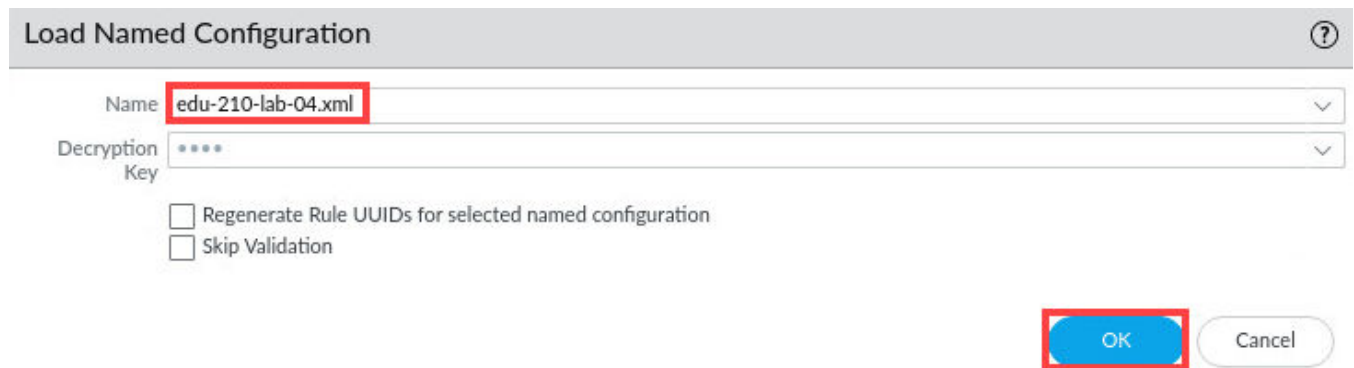 Load Named Configuration ?
Name edu-210-lab-04.xml
Decryption Key ••••
Regenerate Rule UUIDs for selected named configuration
Skip Validation
OK Cancel